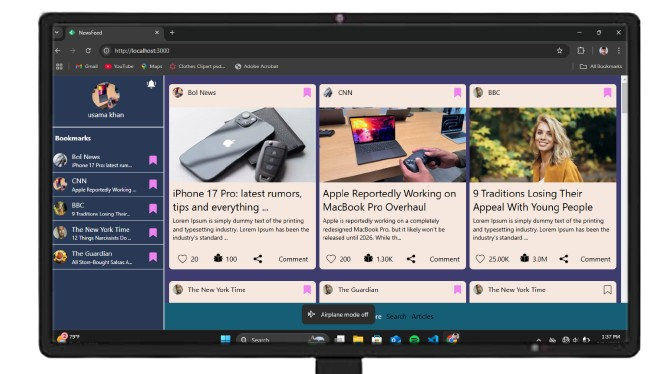 NewsFeed
http://localhost:3000
Gmail YouTube Maps Clothes Clipart psd... Adobe Acrobat All Bookmarks
usama khan
Bookmarks
Bol News
iPhone 17 Pro: latest rum...
CNN
Apple Reportedly Working ...
BBC
9 Traditions Losing Their...
The New York Time
12 Things Narcissists Do ...
The Guardian
All Store-Bought Salsas A...
Bol News
iPhone 17 Pro: latest rumors,
tips and everything ...
Lorem Ipsum is simply dummy text of the printing
and typesetting industry. Lorem Ipsum has been the
industry's standard ...
20 100 Comment
CNN
Apple Reportedly Working on
MacBook Pro Overhaul
Apple is reportedly working on a completely
redesigned MacBook Pro, but it likely won't be
released until 2026. While th...
200 1.30K Comment
BBC
9 Traditions Losing Their
Appeal With Young People
Lorem Ipsum is simply dummy text of the printing
and typesetting industry. Lorem Ipsum has been the
industry's standard ...
25.00K 3.0M Comment
The New York Time
The Guardian
The New York Time
Airplane mode off
Search Articles
79°F
Search
1:37 PM